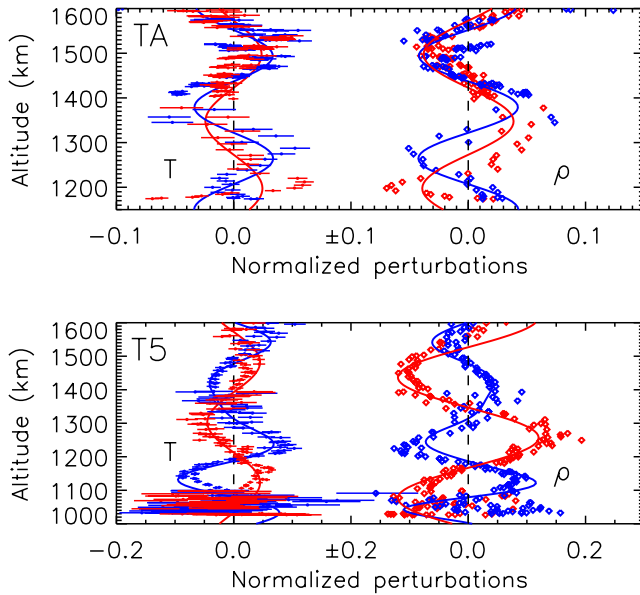 1600
TA
1500
1400
1300
1200
Altitude (km)
T
ρ
−0.1 0.0 ±0.1 0.0 0.1
Normalized perturbations
1600
T5
1500
1400
1300
1200
1100
1000
Altitude (km)
T
ρ
−0.2 0.0 ±0.2 0.0 0.2
Normalized perturbations